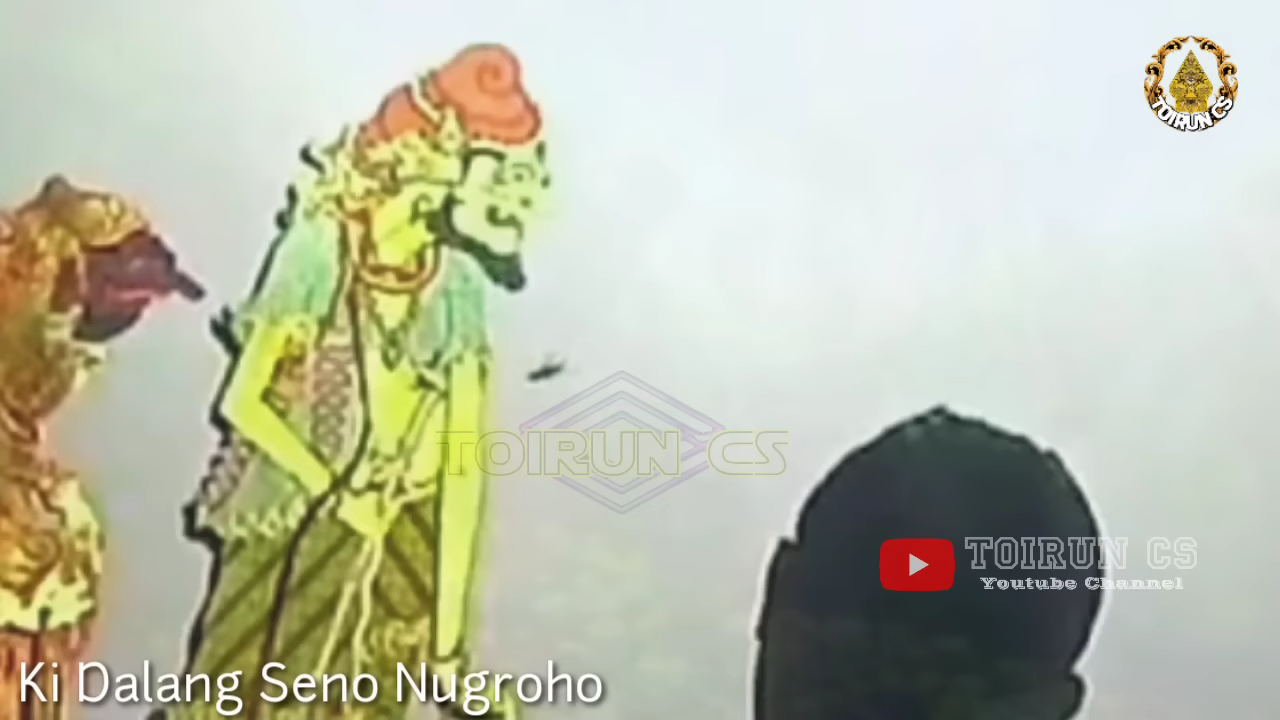 TOIRUN CS
TOIRUN CS
TOIRUN CS
Youtube Channel
Ki Dalang Seno Nugroho